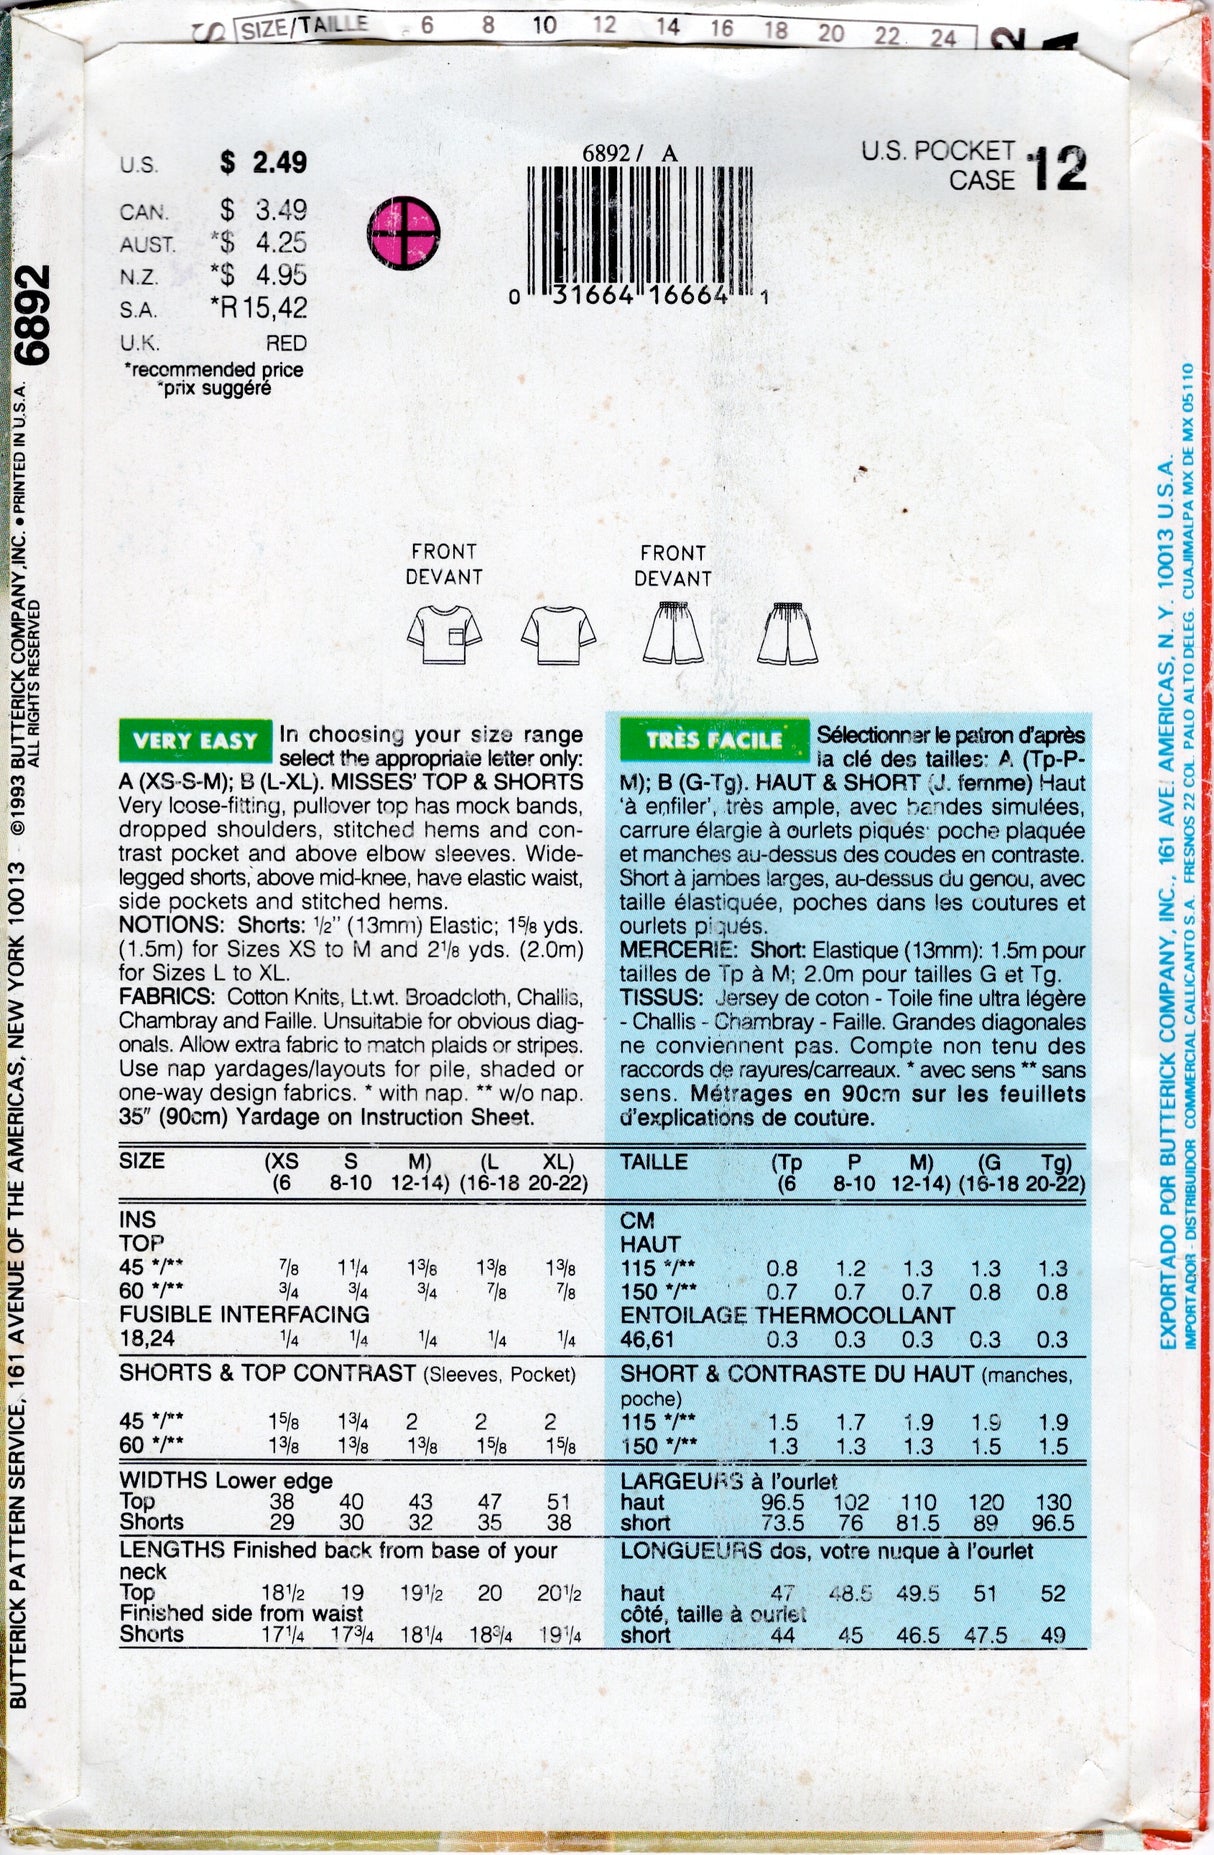 SIZE/TAILLE 6 8 10 12 14 16 18 20 22 24
U.S. $ 2.49
CAN. $ 3.49
AUST. *$ 4.25
N.Z. *$ 4.95
S.A. *R15,42
U.K. RED
*recommended price
*prix suggéré
6892 / A
0 31664 16664 1
U.S. POCKET
CASE 12
FRONT
DEVANT
FRONT
DEVANT
VERY EASY In choosing your size range
select the appropriate letter only:
A (XS-S-M); B (L-XL). MISSES' TOP & SHORTS
Very loose-fitting, pullover top has mock bands,
dropped shoulders, stitched hems and con-
trast pocket and above elbow sleeves. Wide-
legged shorts, above mid-knee, have elastic waist,
side pockets and stitched hems.
NOTIONS: Shorts: 1/2" (13mm) Elastic; 1 5/8 yds.
(1.5m) for Sizes XS to M and 2 1/8 yds. (2.0m)
for Sizes L to XL.
FABRICS: Cotton Knits, Lt.wt. Broadcloth, Challis,
Chambray and Faille. Unsuitable for obvious diag-
onals. Allow extra fabric to match plaids or stripes.
Use nap yardages/layouts for pile, shaded or
one-way design fabrics. * with nap. ** w/o nap.
35" (90cm) Yardage on Instruction Sheet.
SIZE (XS S M) (L XL)
(6 8-10 12-14) (16-18 20-22)
INS
TOP
45 */** 7/8 1 1/4 1 3/8 1 3/8 1 3/8
60 */** 3/4 3/4 3/4 7/8 7/8
FUSIBLE INTERFACING
18,24 1/4 1/4 1/4 1/4 1/4
SHORTS & TOP CONTRAST (Sleeves, Pocket)
45 */** 1 5/8 1 3/4 2 2 2
60 */** 1 3/8 1 3/8 1 3/8 1 5/8 1 5/8
WIDTHS Lower edge
Top 38 40 43 47 51
Shorts 29 30 32 35 38
LENGTHS Finished back from base of your
neck
Top 18 1/2 19 19 1/2 20 20 1/2
Finished side from waist
Shorts 17 1/4 17 3/4 18 1/4 18 3/4 19 1/4
TRÈS FACILE Sélectionner le patron d'après
la clé des tailles: A (Tp-P-
M); B (G-Tg). HAUT & SHORT (J. femme) Haut
'à enfiler', très ample, avec bandes simulées,
carrure élargie à ourlets piqués: poche plaquée
et manches au-dessus des coudes en contraste.
Short à jambes larges, au-dessus du genou, avec
taille élastiquée, poches dans les coutures et
ourlets piqués.
MERCERIE: Short: Elastique (13mm): 1.5m pour
tailles de Tp à M; 2.0m pour tailles G et Tg.
TISSUS: Jersey de coton - Toile fine ultra légère
- Challis - Chambray - Faille. Grandes diagonales
ne conviennent pas. Compte non tenu des
raccords de rayures/carreaux. * avec sens ** sans
sens. Métrages en 90cm sur les feuillets
d'explications de couture.
TAILLE (Tp P M) (G Tg)
(6 8-10 12-14) (16-18 20-22)
CM
HAUT
115 */** 0.8 1.2 1.3 1.3 1.3
150 */** 0.7 0.7 0.7 0.8 0.8
ENTOILAGE THERMOCOLLANT
46,61 0.3 0.3 0.3 0.3 0.3
SHORT & CONTRASTE DU HAUT (manches,
poche)
115 */** 1.5 1.7 1.9 1.9 1.9
150 */** 1.3 1.3 1.3 1.5 1.5
LARGEURS à l'ourlet
haut 96.5 102 110 120 130
short 73.5 76 81.5 89 96.5
LONGUEURS dos, votre nuque à l'ourlet
haut 47 48.5 49.5 51 52
côté, taille à ourlet
short 44 45 46.5 47.5 49
BUTTERICK PATTERN SERVICE, 161 AVENUE OF THE AMERICAS, NEW YORK 10013 ©1993 BUTTERICK COMPANY, INC. • PRINTED IN U.S.A. 6892
ALL RIGHTS RESERVED
EXPORTADO POR BUTTERICK COMPANY, INC., 161 AVE. AMERICAS, N. Y. 10013 U.S.A.
IMPORTADOR - DISTRIBUIDOR COMMERCIAL CALLICANTO S.A. FRESNOS 22 COL. PALO ALTO DELEG. CUAJIMALPA MX DE MX 05110